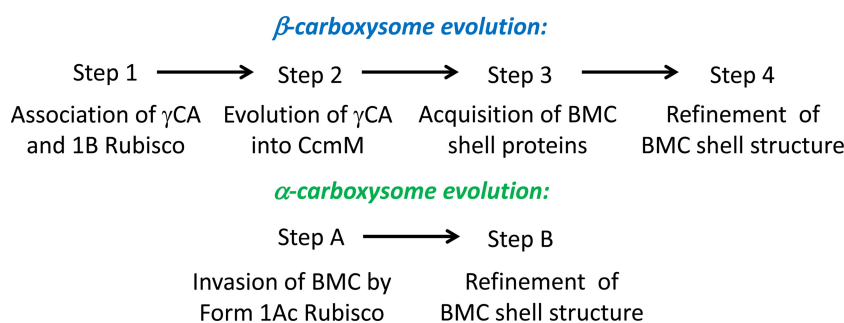 β-carboxysome evolution:
Step 1 Step 2 Step 3 Step 4
Association of γCA Evolution of γCA Acquisition of BMC Refinement of
and 1B Rubisco into CcmM shell proteins BMC shell structure
α-carboxysome evolution:
Step A Step B
Invasion of BMC by Refinement of
Form 1Ac Rubisco BMC shell structure